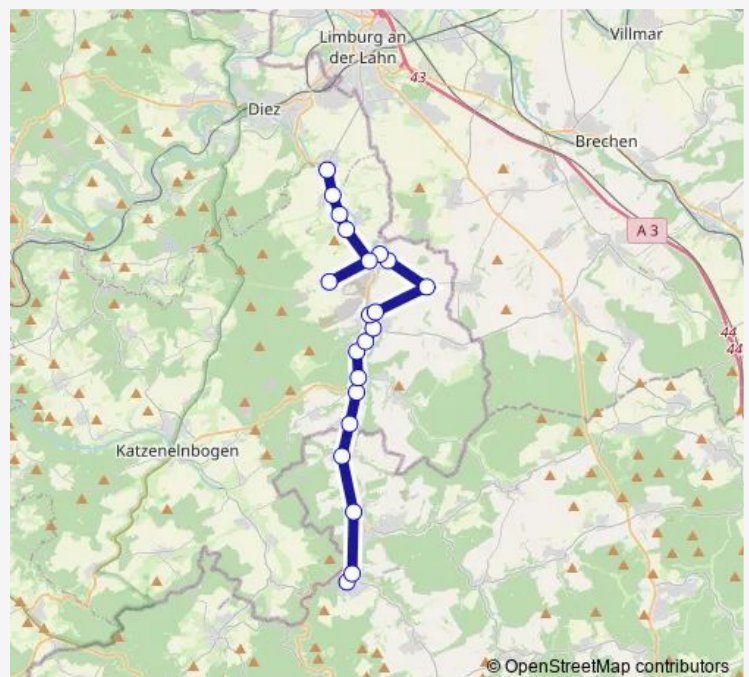 Limburg an
der Lahn
Villmar
43
Diez
Brechen
A 3
44
44
Katzenelnbogen
© OpenStreetMap contributors